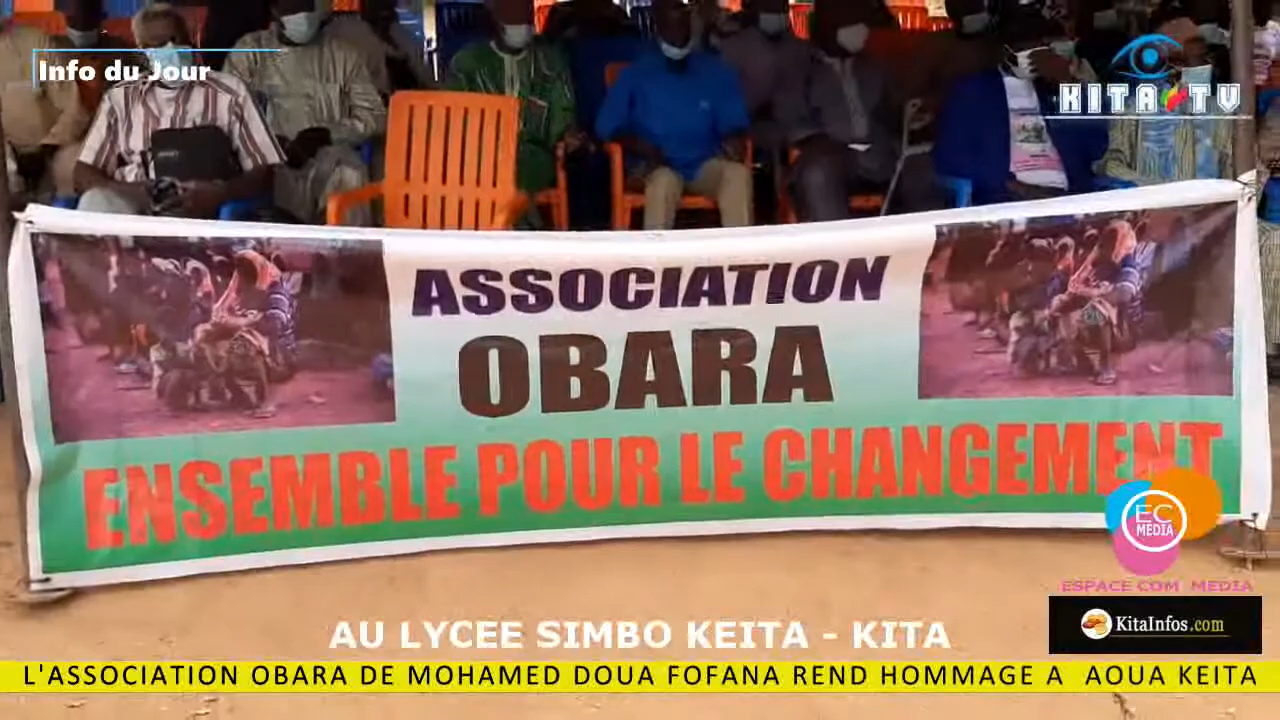 Info du Jour
KITA TV
ASSOCIATION
OBARA
ENSEMBLE POUR LE CHANGEMENT
EC
MEDIA
ESPACE COM MEDIA
KitaInfos.com
AU LYCEE SIMBO KEITA - KITA
L'ASSOCIATION OBARA DE MOHAMED DOUA FOFANA REND HOMMAGE A AOUA KEITA